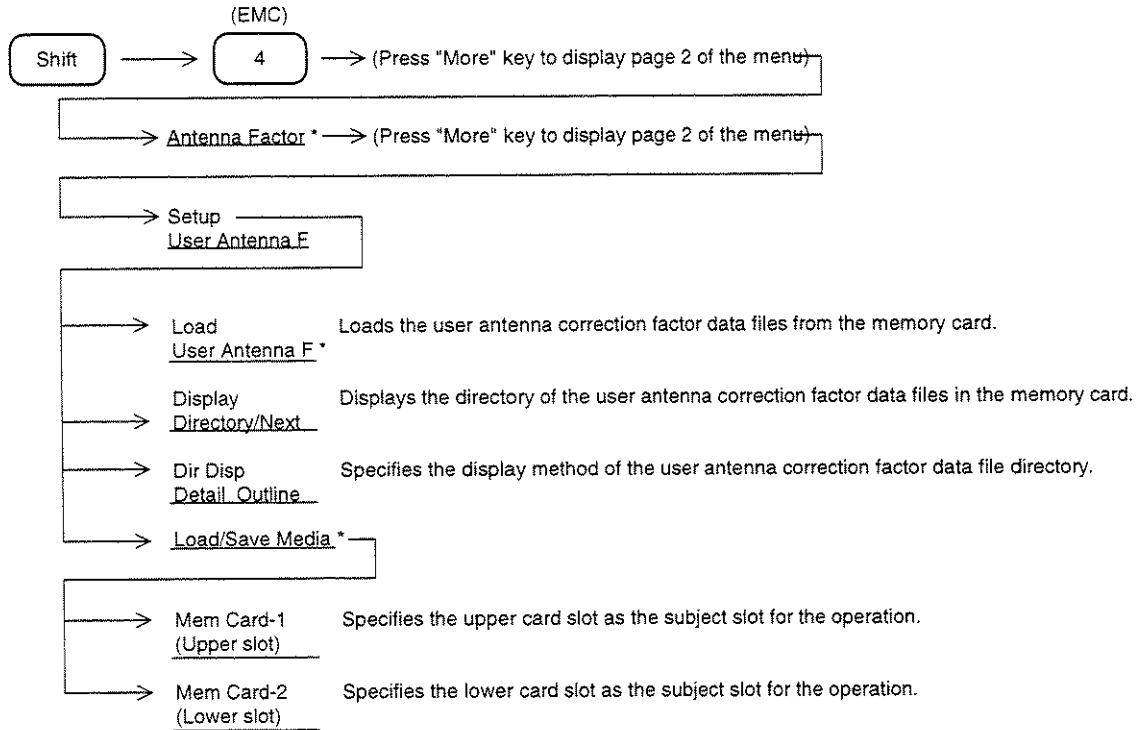 (EMC)
Shift 4 (Press "More" key to display page 2 of the menu)
Antenna Factor * (Press "More" key to display page 2 of the menu)
Setup
User Antenna F
Load Loads the user antenna correction factor data files from the memory card.
User Antenna F *
Display Displays the directory of the user antenna correction factor data files in the memory card.
Directory/Next
Dir Disp Specifies the display method of the user antenna correction factor data file directory.
Detail Outline
Load/Save Media *
Mem Card-1 Specifies the upper card slot as the subject slot for the operation.
(Upper slot)
Mem Card-2 Specifies the lower card slot as the subject slot for the operation.
(Lower slot)